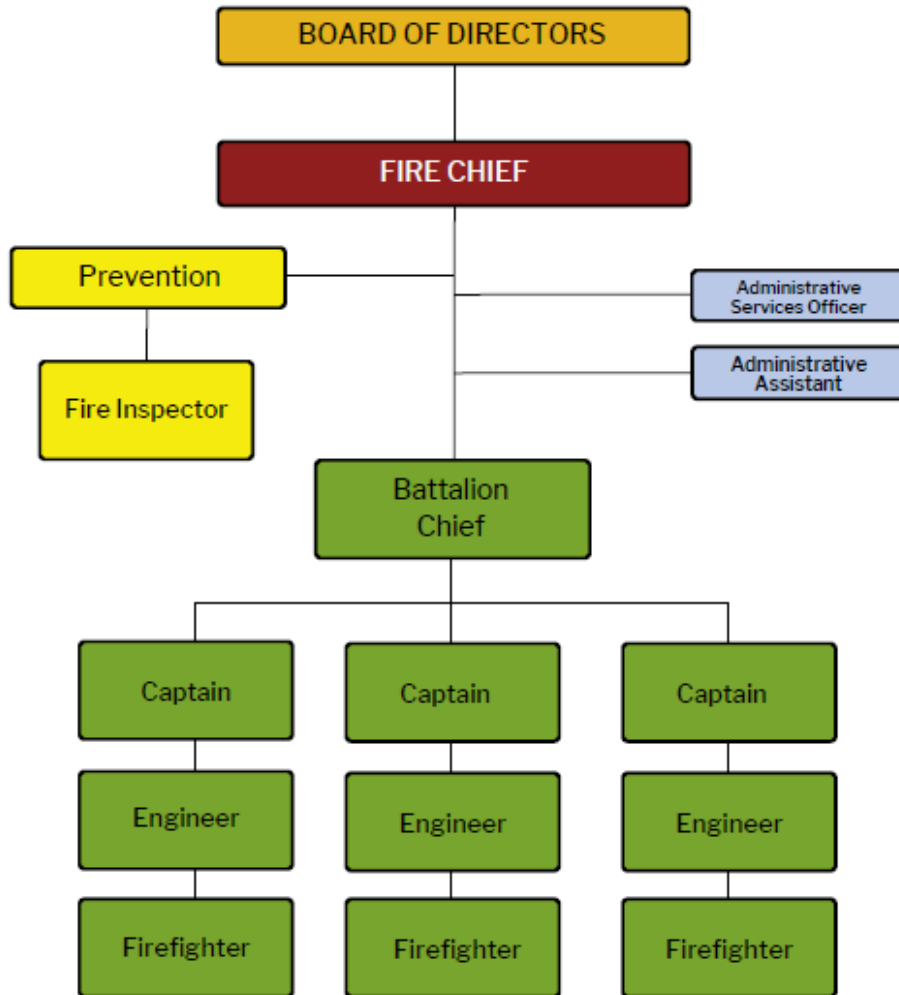 BOARD OF DIRECTORS
FIRE CHIEF
Prevention
Administrative
Services Officer
Administrative
Assistant
Fire Inspector
Battalion
Chief
Captain
Captain
Captain
Engineer
Engineer
Engineer
Firefighter
Firefighter
Firefighter